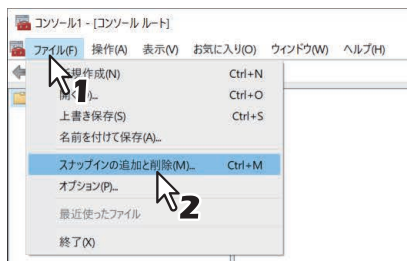 コンソール1 - [コンソール ルート]
ファイル(F) 操作(A) 表示(V) お気に入り(O) ウィンドウ(W) ヘルプ(H)
規作成(N) Ctrl+N
開 Ctrl+O
上書き保存(S) Ctrl+S
名前を付けて保存(A)...
スナップインの追加と削除(M)... Ctrl+M
オプション(P)...
最近使ったファイル
終了(X)
1
2